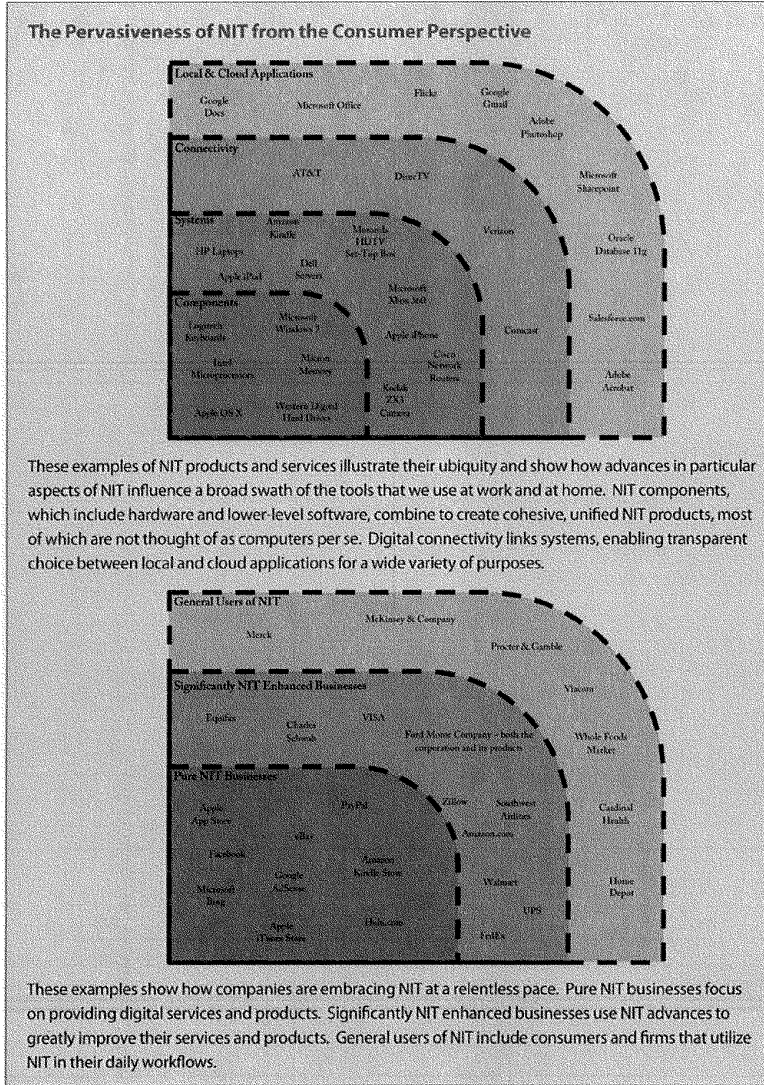 The Pervasiveness of NIT from the Consumer Perspective
Local & Cloud Applications
Google
Docs
Microsoft Office
Flickr
Google
Gmail
Adobe
Photoshop
Microsoft
Sharepoint
Oracle
Database 11g
Salesforce.com
Adobe
Acrobat
Connectivity
AT&T
DirecTV
Verizon
Comcast
Systems
HP Laptops
Amazon
Kindle
Apple iPad
Dell
Servers
Motorola
HDTV
Set-Top Box
Microsoft
Xbox 360
Apple iPhone
Cisco
Network
Routers
Kodak
ZX3
Camera
Components
Logitech
Keyboards
Microsoft
Windows 7
Intel
Microprocessors
Micron
Memory
Apple OS X
Western Digital
Hard Drives
These examples of NIT products and services illustrate their ubiquity and show how advances in particular
aspects of NIT influence a broad swath of the tools that we use at work and at home. NIT components,
which include hardware and lower-level software, combine to create cohesive, unified NIT products, most
of which are not thought of as computers per se. Digital connectivity links systems, enabling transparent
choice between local and cloud applications for a wide variety of purposes.
General Users of NIT
Merck
McKinsey & Company
Procter & Gamble
Viacom
Whole Foods
Market
Cardinal
Health
Home
Depot
Significantly NIT Enhanced Businesses
Equifax
Charles
Schwab
VISA
Ford Motor Company – both the
corporation and its products
Zillow
Southwest
Airlines
Amazon.com
Walmart
UPS
FedEx
Pure NIT Businesses
Apple
App Store
PayPal
eBay
Facebook
Google
AdSense
Amazon
Kindle Store
Microsoft
Bing
Apple
iTunes Store
Hulu.com
These examples show how companies are embracing NIT at a relentless pace. Pure NIT businesses focus
on providing digital services and products. Significantly NIT enhanced businesses use NIT advances to
greatly improve their services and products. General users of NIT include consumers and firms that utilize
NIT in their daily workflows.